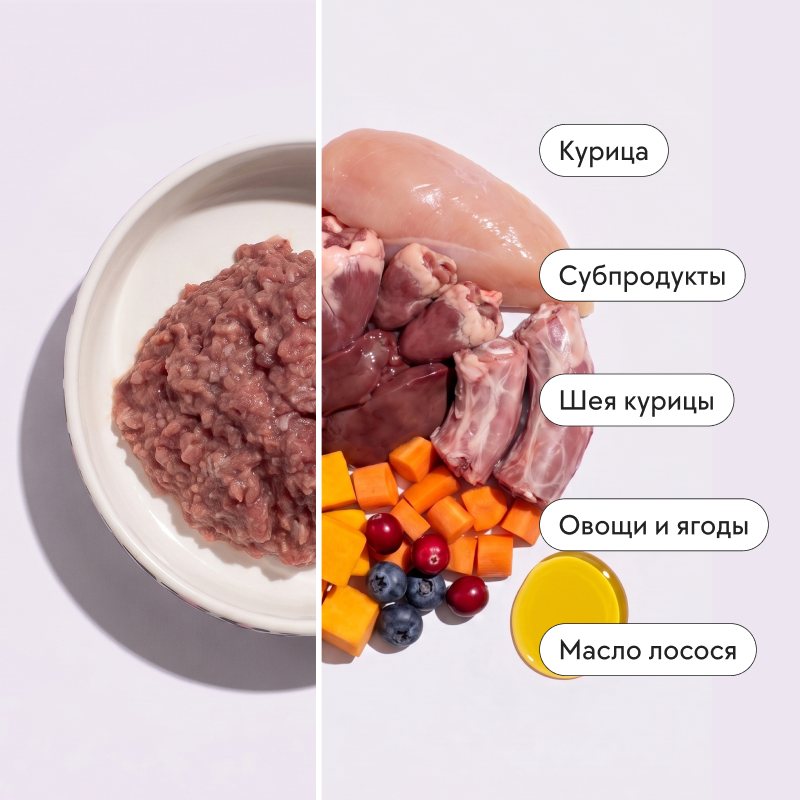 Курица
Субпродукты
Шея курицы
Овощи и ягоды
Масло лосося